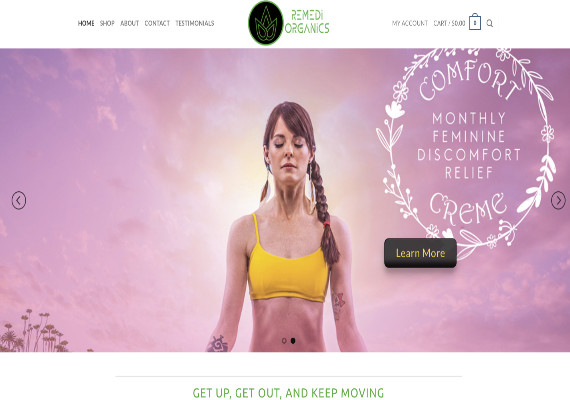 HOME SHOP ABOUT CONTACT TESTIMONIALS
REMEDI
ORGANICS
MY ACCOUNT CART / $0.00 0
COMFORT
MONTHLY
FEMININE
DISCOMFORT
RELIEF
CREME
Learn More
GET UP, GET OUT, AND KEEP MOVING